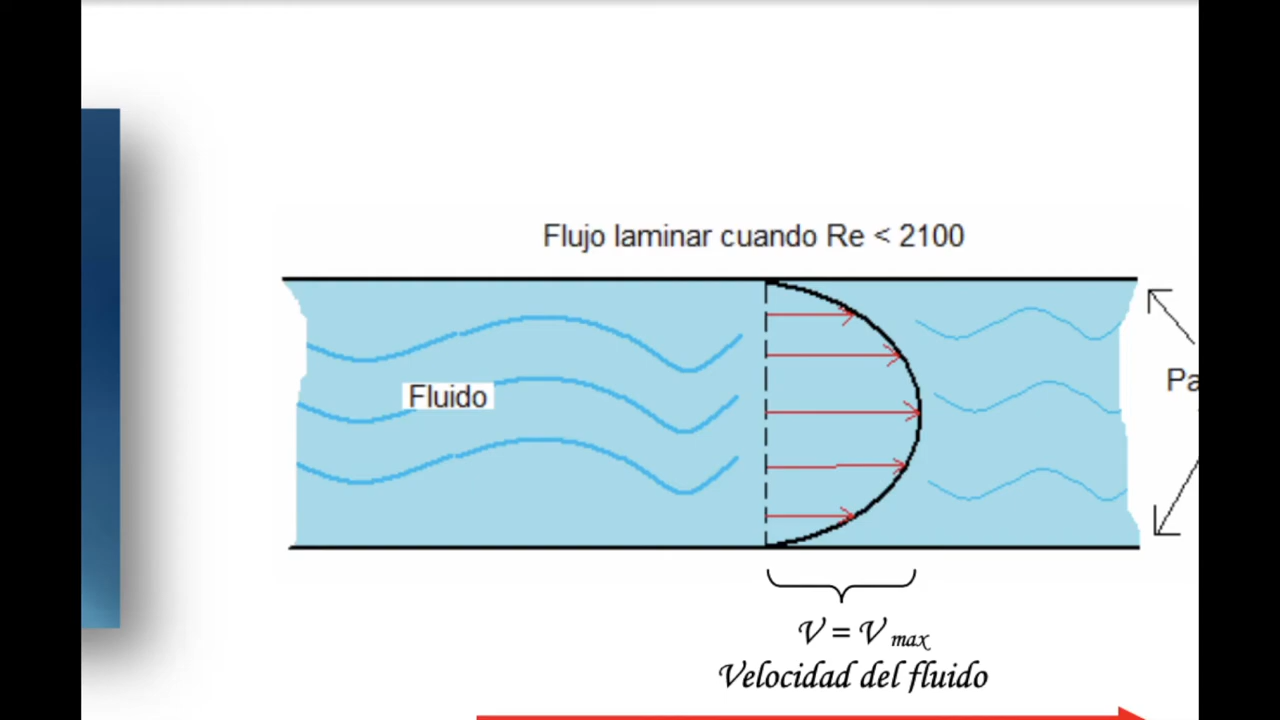 Flujo laminar cuando Re < 2100
Fluido
V = V max
Velocidad del fluido